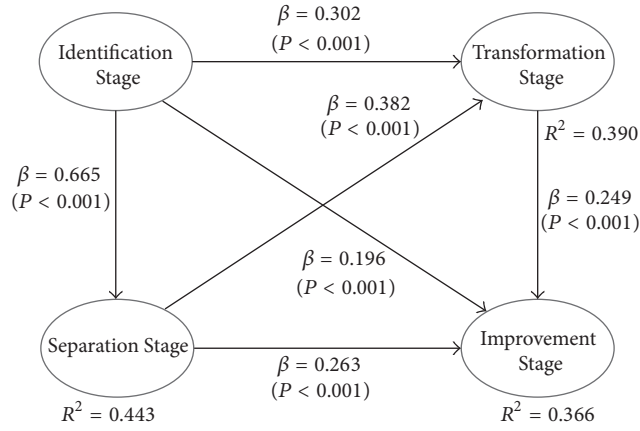 β = 0.302
(P < 0.001)
Identification
Stage
Transformation
Stage
β = 0.382
(P < 0.001)
R² = 0.390
β = 0.665
(P < 0.001)
β = 0.249
(P < 0.001)
β = 0.196
(P < 0.001)
Separation Stage
Improvement
Stage
β = 0.263
(P < 0.001)
R² = 0.443
R² = 0.366